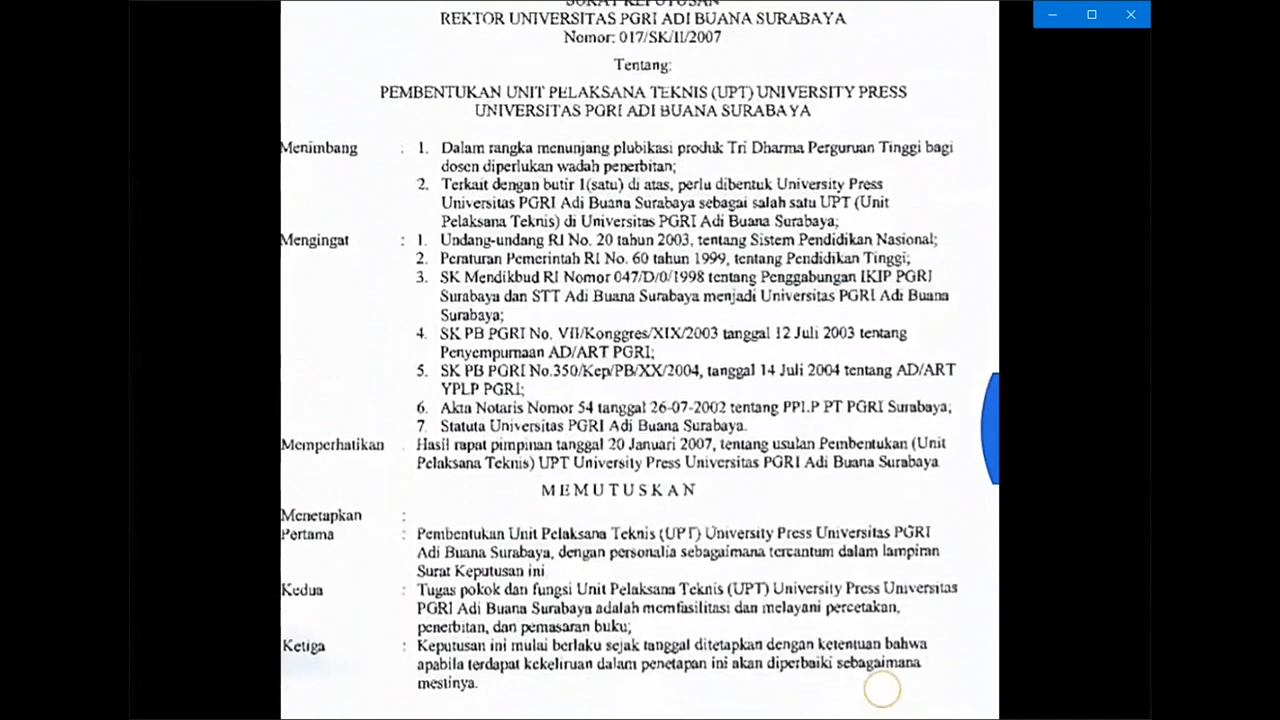 SURAT KEPUTUSAN
REKTOR UNIVERSITAS PGRI ADI BUANA SURABAYA
Nomor: 017/SK/II/2007
Tentang:
PEMBENTUKAN UNIT PELAKSANA TEKNIS (UPT) UNIVERSITY PRESS
UNIVERSITAS PGRI ADI BUANA SURABAYA
Menimbang : 1. Dalam rangka menunjang plubikasi produk Tri Dharma Perguruan Tinggi bagi
dosen diperlukan wadah penerbitan;
2. Terkait dengan butir 1(satu) di atas, perlu dibentuk University Press
Universitas PGRI Adi Buana Surabaya sebagai salah satu UPT (Unit
Pelaksana Teknis) di Universitas PGRI Adi Buana Surabaya;
Mengingat : 1. Undang-undang RI No. 20 tahun 2003, tentang Sistem Pendidikan Nasional;
2. Peraturan Pemerintah RI No. 60 tahun 1999, tentang Pendidikan Tinggi;
3. SK Mendikbud RI Nomor 047/D/0/1998 tentang Penggabungan IKIP PGRI
Surabaya dan STT Adi Buana Surabaya menjadi Universitas PGRI Adi Buana
Surabaya;
4. SK PB PGRI No. VII/Konggres/XIX/2003 tanggal 12 Juli 2003 tentang
Penyempurnaan AD/ART PGRI;
5. SK PB PGRI No.350/Kep/PB/XX/2004, tanggal 14 Juli 2004 tentang AD/ART
YPLP PGRI;
6. Akta Notaris Nomor 54 tanggal 26-07-2002 tentang PPLP PT PGRI Surabaya;
7. Statuta Universitas PGRI Adi Buana Surabaya.
Memperhatikan : Hasil rapat pimpinan tanggal 20 Januari 2007, tentang usulan Pembentukan (Unit
Pelaksana Teknis) UPT University Press Universitas PGRI Adi Buana Surabaya
M E M U T U S K A N
Menetapkan :
Pertama : Pembentukan Unit Pelaksana Teknis (UPT) University Press Universitas PGRI
Adi Buana Surabaya, dengan personalia sebagaimana tercantum dalam lampiran
Surat Keputusan ini
Kedua : Tugas pokok dan fungsi Unit Pelaksana Teknis (UPT) University Press Universitas
PGRI Adi Buana Surabaya adalah memfasilitasi dan melayani percetakan,
penerbitan, dan pemasaran buku;
Ketiga : Keputusan ini mulai berlaku sejak tanggal ditetapkan dengan ketentuan bahwa
apabila terdapat kekeliruan dalam penetapan ini akan diperbaiki sebagaimana
mestinya.